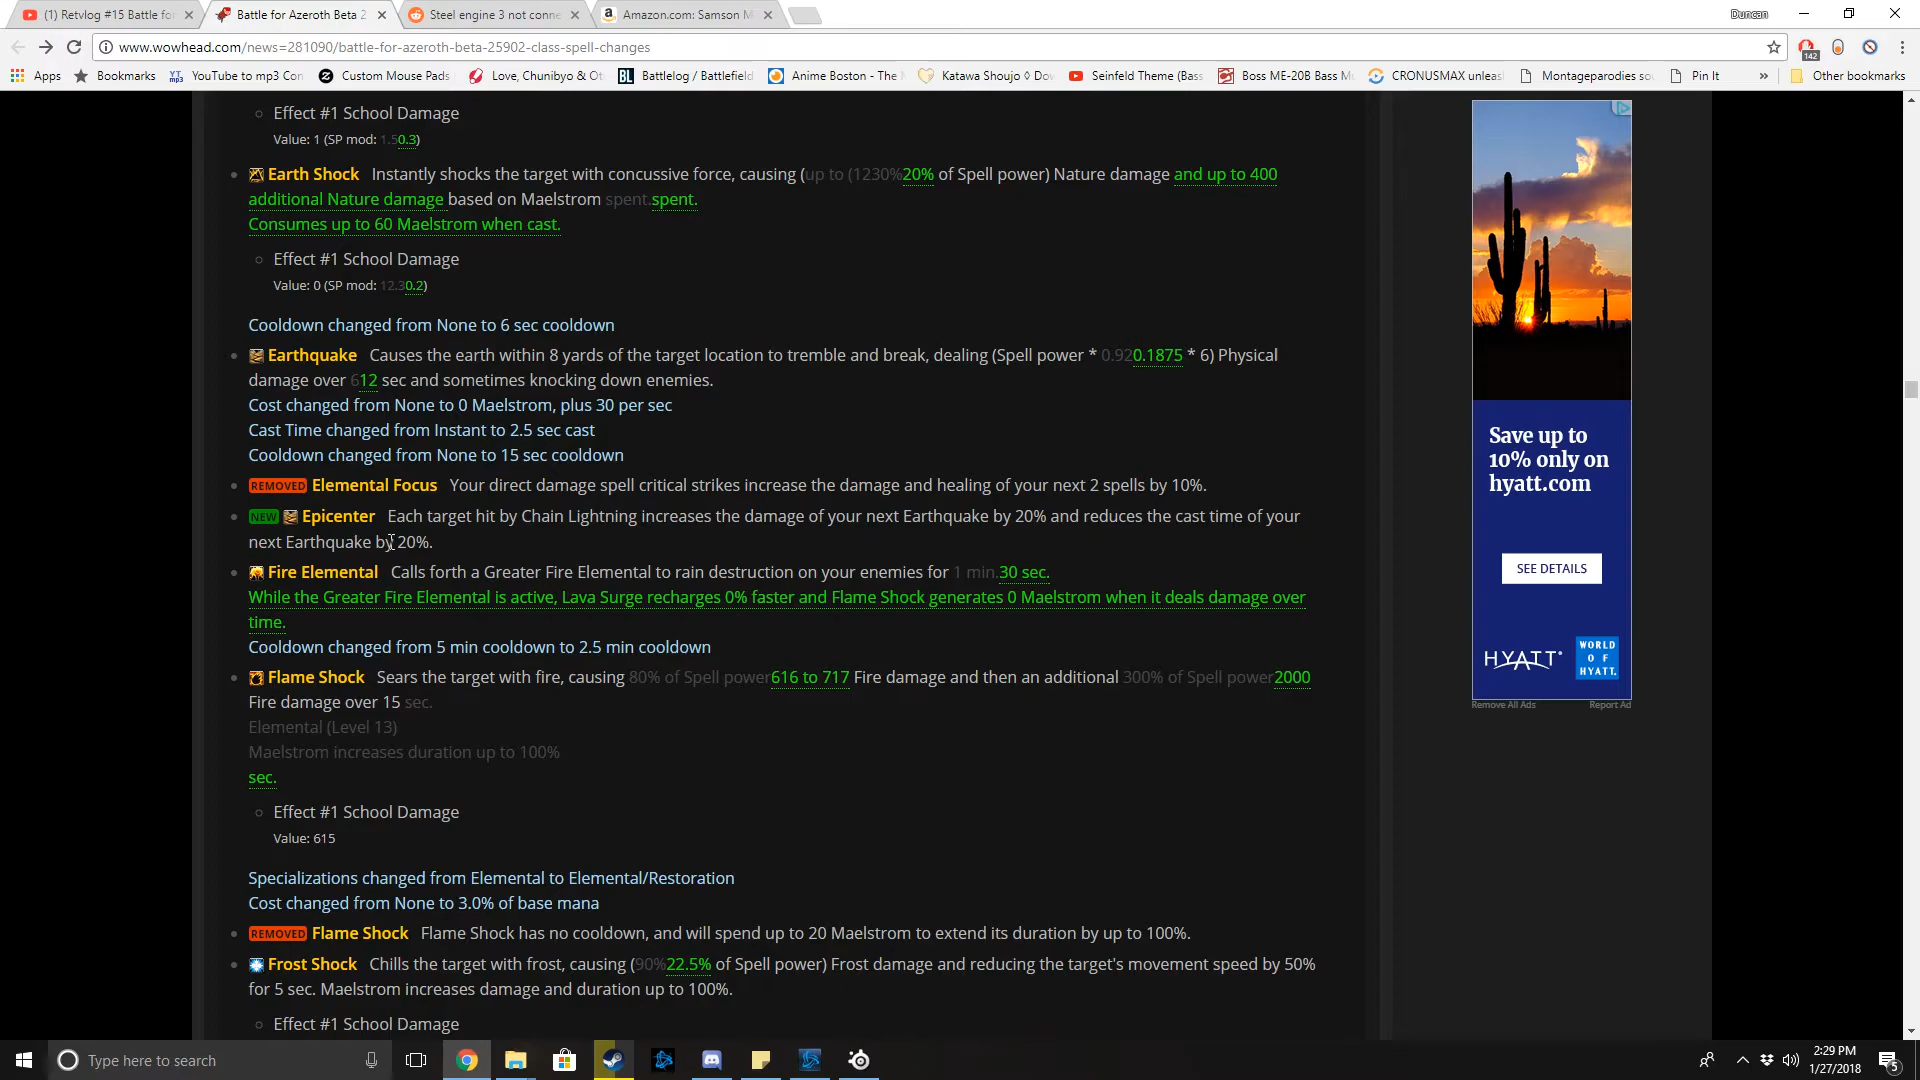 (1) Retvlog #15 Battle for
Battle for Azeroth Beta 2
Steel engine 3 not conne
Amazon.com: Samson M
Duncan
www.wowhead.com/news=281090/battle-for-azeroth-beta-25902-class-spell-changes
142
Apps
Bookmarks
YouTube to mp3 Con
Custom Mouse Pads
Love, Chunibyo & Ot
Battlelog / Battlefield
Anime Boston - The
Katawa Shoujo ◊ Dov
Seinfeld Theme (Bass
Boss ME-20B Bass Mu
CRONUSMAX unleas
Montageparodies so
Pin It
»
Other bookmarks
Effect #1 School Damage
Value: 1 (SP mod: 1.50.3)
Earth Shock Instantly shocks the target with concussive force, causing (up to (1230%20% of Spell power) Nature damage and up to 400
additional Nature damage based on Maelstrom spent.spent.
Consumes up to 60 Maelstrom when cast.
Effect #1 School Damage
Value: 0 (SP mod: 12.30.2)
Cooldown changed from None to 6 sec cooldown
Earthquake Causes the earth within 8 yards of the target location to tremble and break, dealing (Spell power * 0.920.1875 * 6) Physical
damage over 612 sec and sometimes knocking down enemies.
Cost changed from None to 0 Maelstrom, plus 30 per sec
Cast Time changed from Instant to 2.5 sec cast
Cooldown changed from None to 15 sec cooldown
REMOVED Elemental Focus Your direct damage spell critical strikes increase the damage and healing of your next 2 spells by 10%.
NEW Epicenter Each target hit by Chain Lightning increases the damage of your next Earthquake by 20% and reduces the cast time of your
next Earthquake by 20%.
Fire Elemental Calls forth a Greater Fire Elemental to rain destruction on your enemies for 1 min.30 sec.
While the Greater Fire Elemental is active, Lava Surge recharges 0% faster and Flame Shock generates 0 Maelstrom when it deals damage over
time.
Cooldown changed from 5 min cooldown to 2.5 min cooldown
Flame Shock Sears the target with fire, causing 80% of Spell power616 to 717 Fire damage and then an additional 300% of Spell power2000
Fire damage over 15 sec.
Elemental (Level 13)
Maelstrom increases duration up to 100%
sec.
Effect #1 School Damage
Value: 615
Specializations changed from Elemental to Elemental/Restoration
Cost changed from None to 3.0% of base mana
REMOVED Flame Shock Flame Shock has no cooldown, and will spend up to 20 Maelstrom to extend its duration by up to 100%.
Frost Shock Chills the target with frost, causing (90%22.5% of Spell power) Frost damage and reducing the target's movement speed by 50%
for 5 sec. Maelstrom increases damage and duration up to 100%.
Effect #1 School Damage
Save up to
10% only on
hyatt.com
SEE DETAILS
HYATT
WORLD
OF
HYATT.
Remove All Ads
Report Ad
Type here to search
2:29 PM
1/27/2018
5